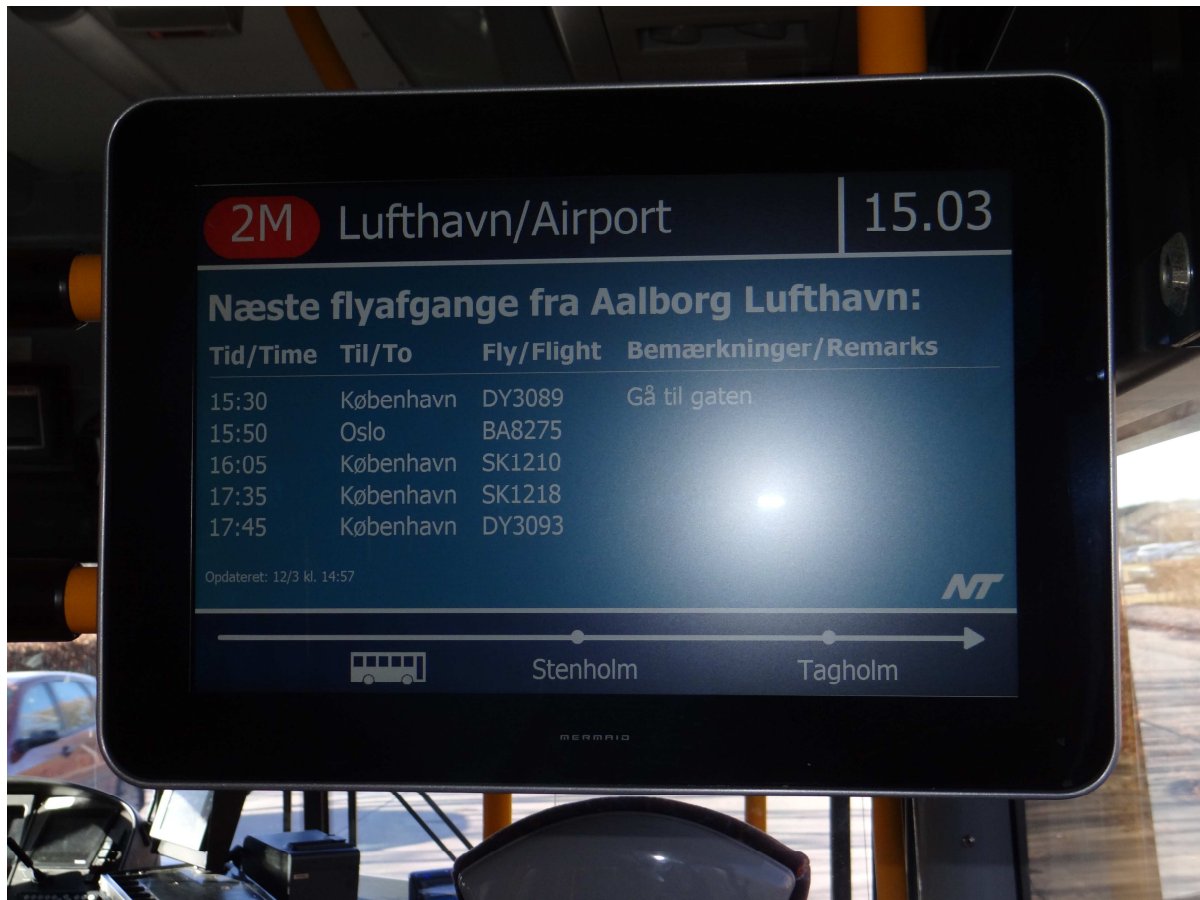 2M Lufthavn/Airport 15.03
Næste flyafgange fra Aalborg Lufthavn:
Tid/Time Til/To Fly/Flight Bemærkninger/Remarks
15:30 København DY3089 Gå til gaten
15:50 Oslo BA8275
16:05 København SK1210
17:35 København SK1218
17:45 København DY3093
Opdateret: 12/3 kl. 14:57
NT
Stenholm Tagholm
MERMAID